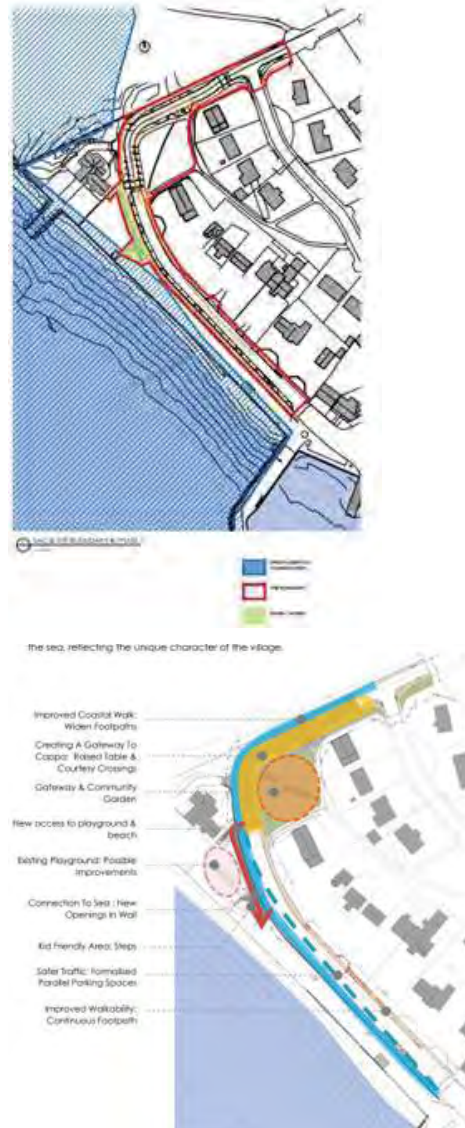 the sea, reflecting the unique character of the village.
Improved Coastal Walk:
Widen Footpaths
Creating A Gateway To
Cappa: Raised Table &
Courtesy Crossings
Gateway & Community
Garden
New access to playground &
beach
Existing Playground: Possible
Improvements
Connection To Sea : New
Openings In Wall
Kid Friendly Area: Steps
Safer Traffic: Formalised
Parallel Parking Spaces
Improved Walkability:
Continuous Footpath